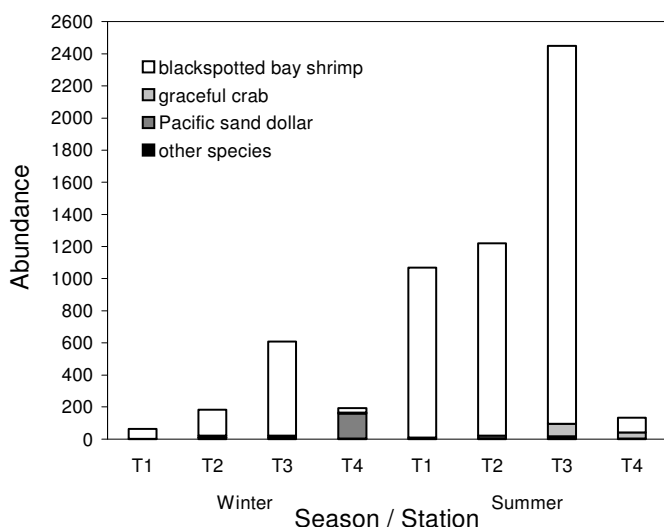 2600
2400
2200
2000
1800
1600
1400
1200
1000
800
600
400
200
0
Abundance
blackspotted bay shrimp
graceful crab
Pacific sand dollar
other species
T1 T2 T3 T4 T1 T2 T3 T4
Winter Summer
Season / Station